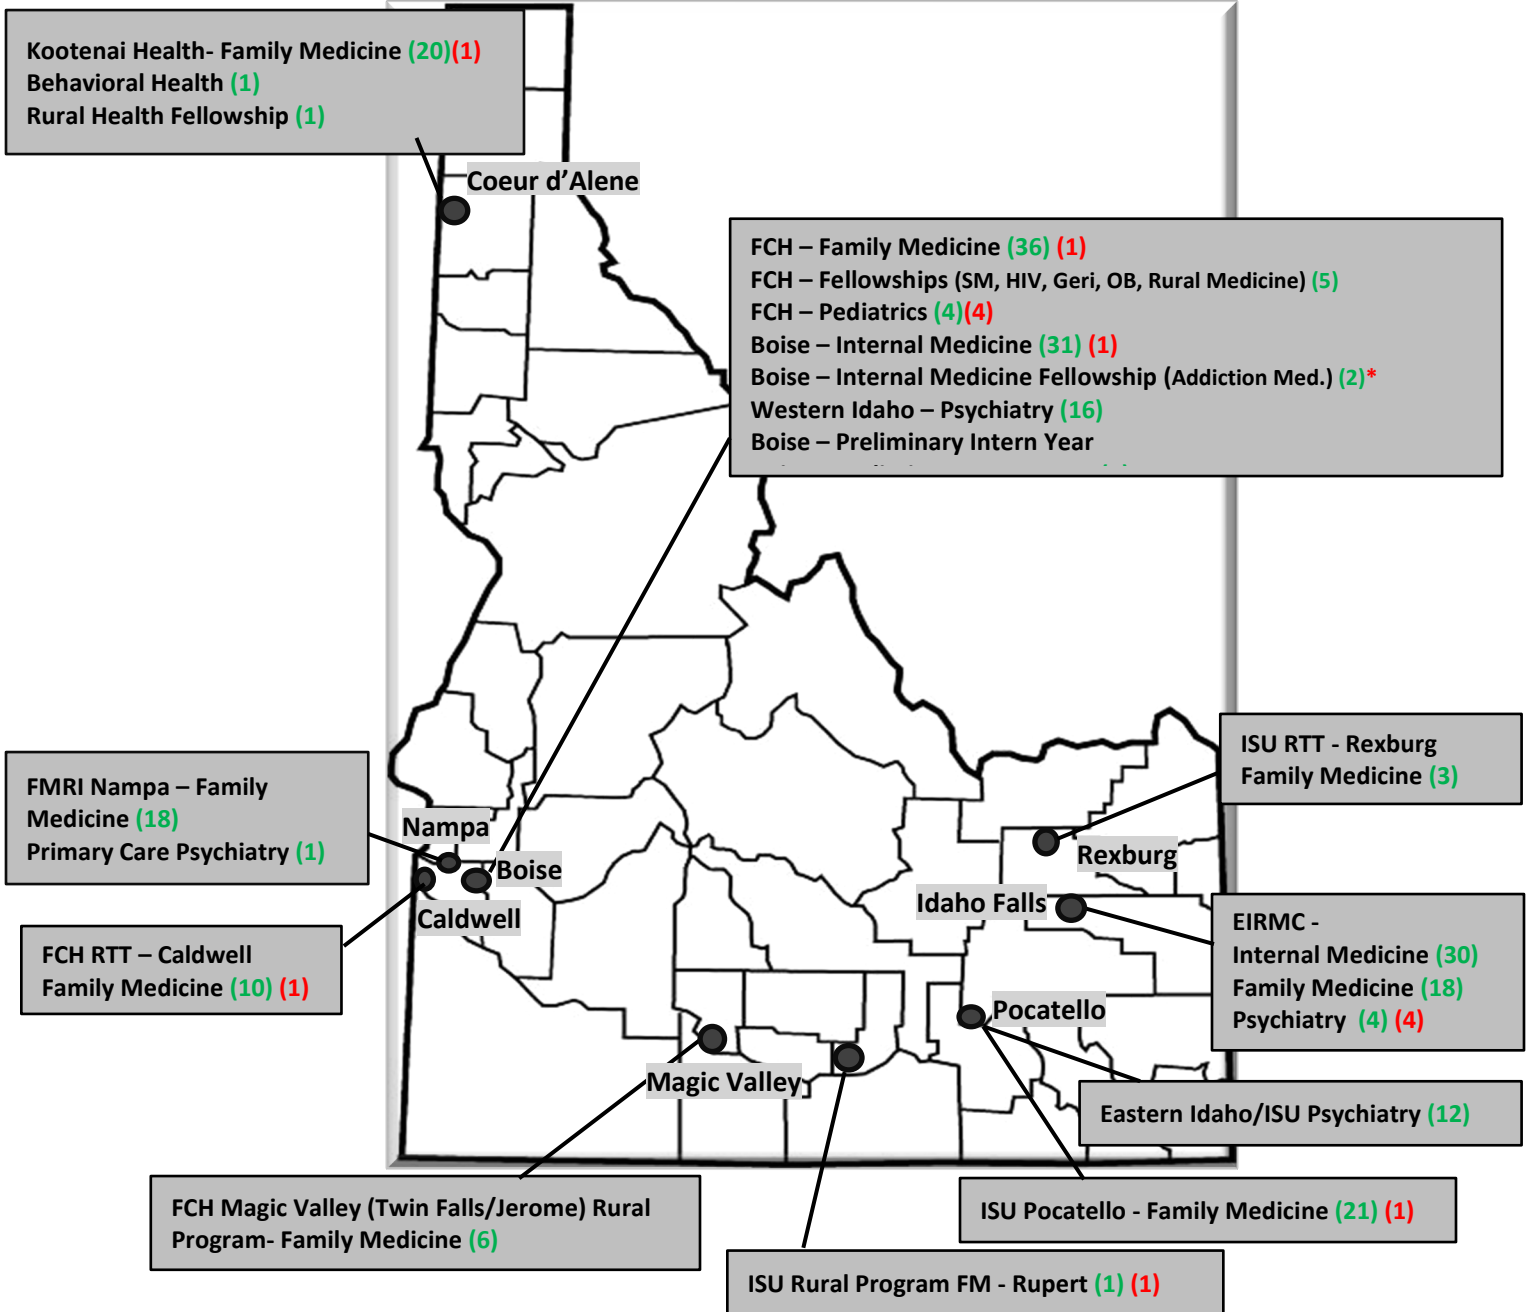 Kootenai Health- Family Medicine (20)(1)
Behavioral Health (1)
Rural Health Fellowship (1)
Coeur d’Alene
FCH – Family Medicine (36) (1)
FCH – Fellowships (SM, HIV, Geri, OB, Rural Medicine) (5)
FCH – Pediatrics (4)(4)
Boise – Internal Medicine (31) (1)
Boise – Internal Medicine Fellowship (Addiction Med.) (2)*
Western Idaho – Psychiatry (16)
Boise – Preliminary Intern Year
ISU RTT - Rexburg
Family Medicine (3)
FMRI Nampa – Family
Medicine (18)
Primary Care Psychiatry (1)
Nampa
Boise
Caldwell
Rexburg
Idaho Falls
EIRMC -
Internal Medicine (30)
Family Medicine (18)
Psychiatry (4) (4)
FCH RTT – Caldwell
Family Medicine (10) (1)
Pocatello
Magic Valley
Eastern Idaho/ISU Psychiatry (12)
FCH Magic Valley (Twin Falls/Jerome) Rural
Program- Family Medicine (6)
ISU Pocatello - Family Medicine (21) (1)
ISU Rural Program FM - Rupert (1) (1)